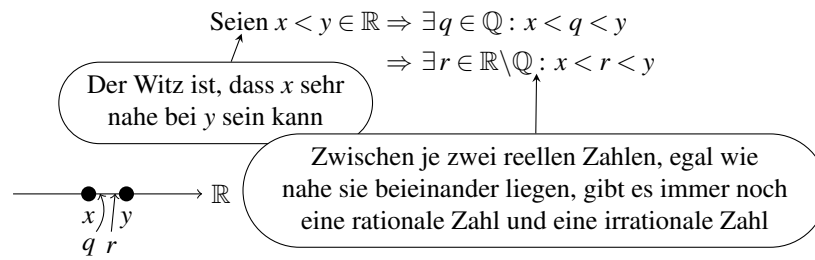 Seien x < y ∈ ℝ ⇒ ∃q ∈ ℚ : x < q < y
⇒ ∃r ∈ ℝ\ℚ : x < r < y
Der Witz ist, dass x sehr
nahe bei y sein kann
Zwischen je zwei reellen Zahlen, egal wie
nahe sie beieinander liegen, gibt es immer noch
eine rationale Zahl und eine irrationale Zahl
ℝ
x y
q r